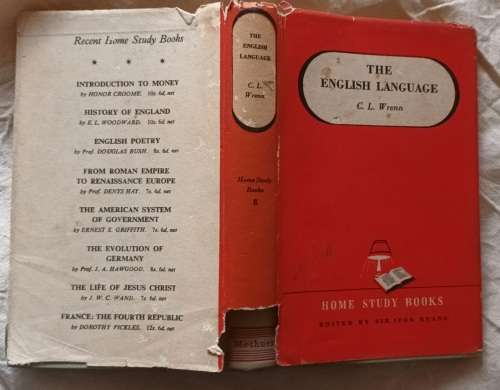 Recent Home Study Books
* * *
INTRODUCTION TO MONEY
by HONOR CROOME. 10s 6d, net
HISTORY OF ENGLAND
by E. L. WOODWARD. 10s. 6d, net
ENGLISH POETRY
by Prof. DOUGLAS BUSH. 8s. 6d, net
FROM ROMAN EMPIRE
TO RENAISSANCE EUROPE
by Prof. DENYS HAY. 7s. 6d, net
THE AMERICAN SYSTEM
OF GOVERNMENT
by ERNEST S. GRIFFITH. 7s 6d, net
THE EVOLUTION OF
GERMANY
by Prof. J. A. HAWGOOD. 8s 6d, net
THE LIFE OF JESUS CHRIST
by J. W. C. WAND. 7s 6d, net
FRANCE: THE FOURTH REPUBLIC
by DOROTHY PICKLES. 12s. 6d, net
THE
ENGLISH
LANGUAGE
C. L.
Wrenn
Home Study
Books
8
Methuen
THE
ENGLISH LANGUAGE
C. L. Wrenn
HOME STUDY BOOKS
EDITED BY SIR IFOR EVANS